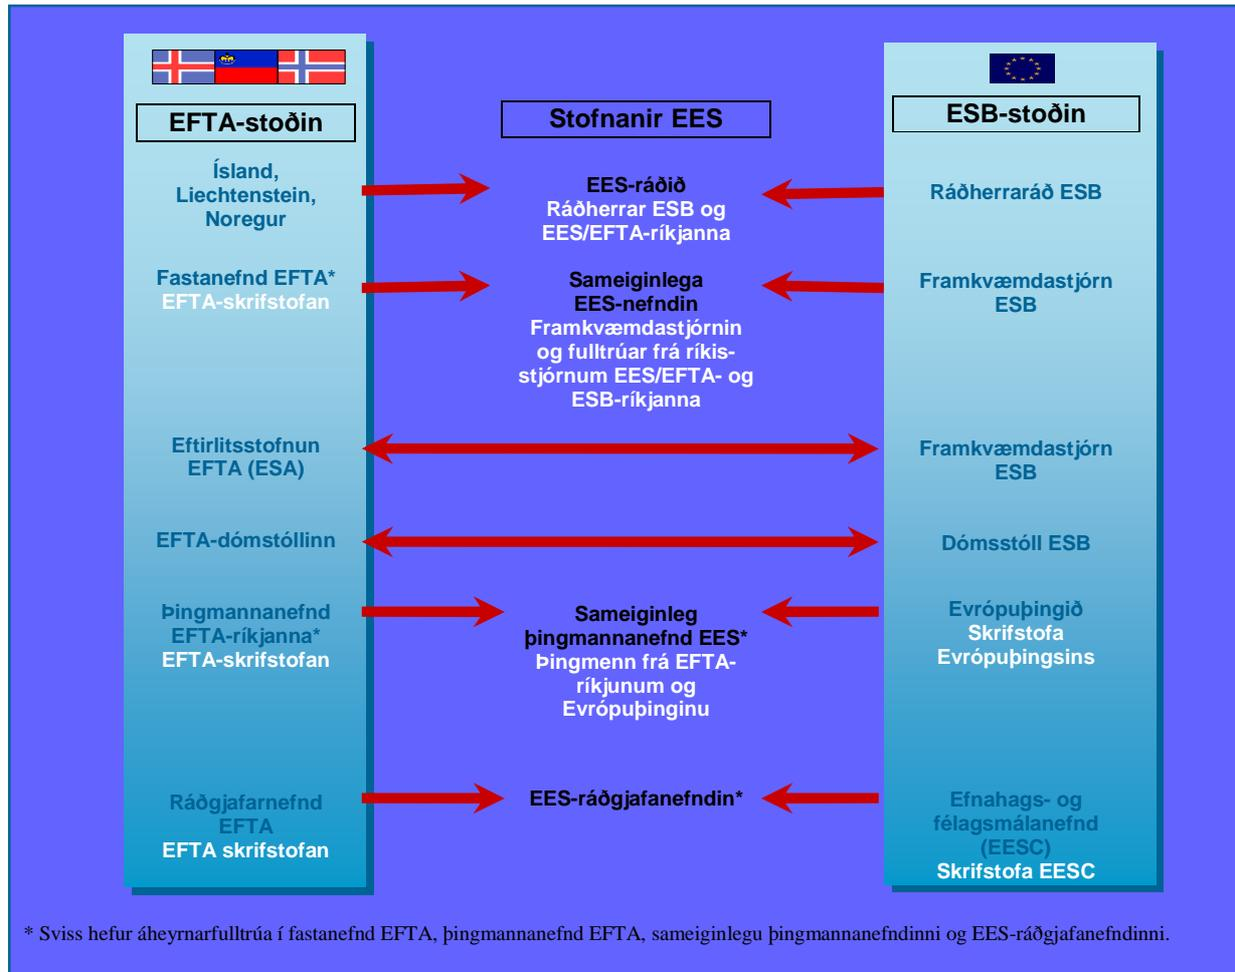 EFTA-stoðin
Ísland,
Liechtenstein,
Noregur
Fastanefnd EFTA*
EFTA-skrifstofan
Eftirlitsstofnun
EFTA (ESA)
EFTA-dómstóllinn
Þingmannanefnd
EFTA-ríkjanna*
EFTA-skrifstofan
Ráðgjafarnefnd
EFTA
EFTA skrifstofan
Stofnanir EES
EES-ráðið
Ráðherrar ESB og
EES/EFTA-ríkjanna
Sameiginlega
EES-nefndin
Framkvæmdastjórnin
og fulltrúar frá ríkis-
stjórnum EES/EFTA- og
ESB-ríkjanna
Sameiginleg
þingmannanefnd EES*
Þingmenn frá EFTA-
ríkjunum og
Evrópuþinginu
EES-ráðgjafanefndin*
ESB-stoðin
Ráðherraráð ESB
Framkvæmdastjórn
ESB
Framkvæmdastjórn
ESB
Dómsstóll ESB
Evrópuþingið
Skrifstofa
Evrópuþingsins
Efnahags- og
félagsmálanefnd
(EESC)
Skrifstofa EESC
* Sviss hefur áheyrnarfulltrúa í fastanefnd EFTA, þingmannanefnd EFTA, sameiginlegu þingmannanefndinni og EES-ráðgjafanefndinni.